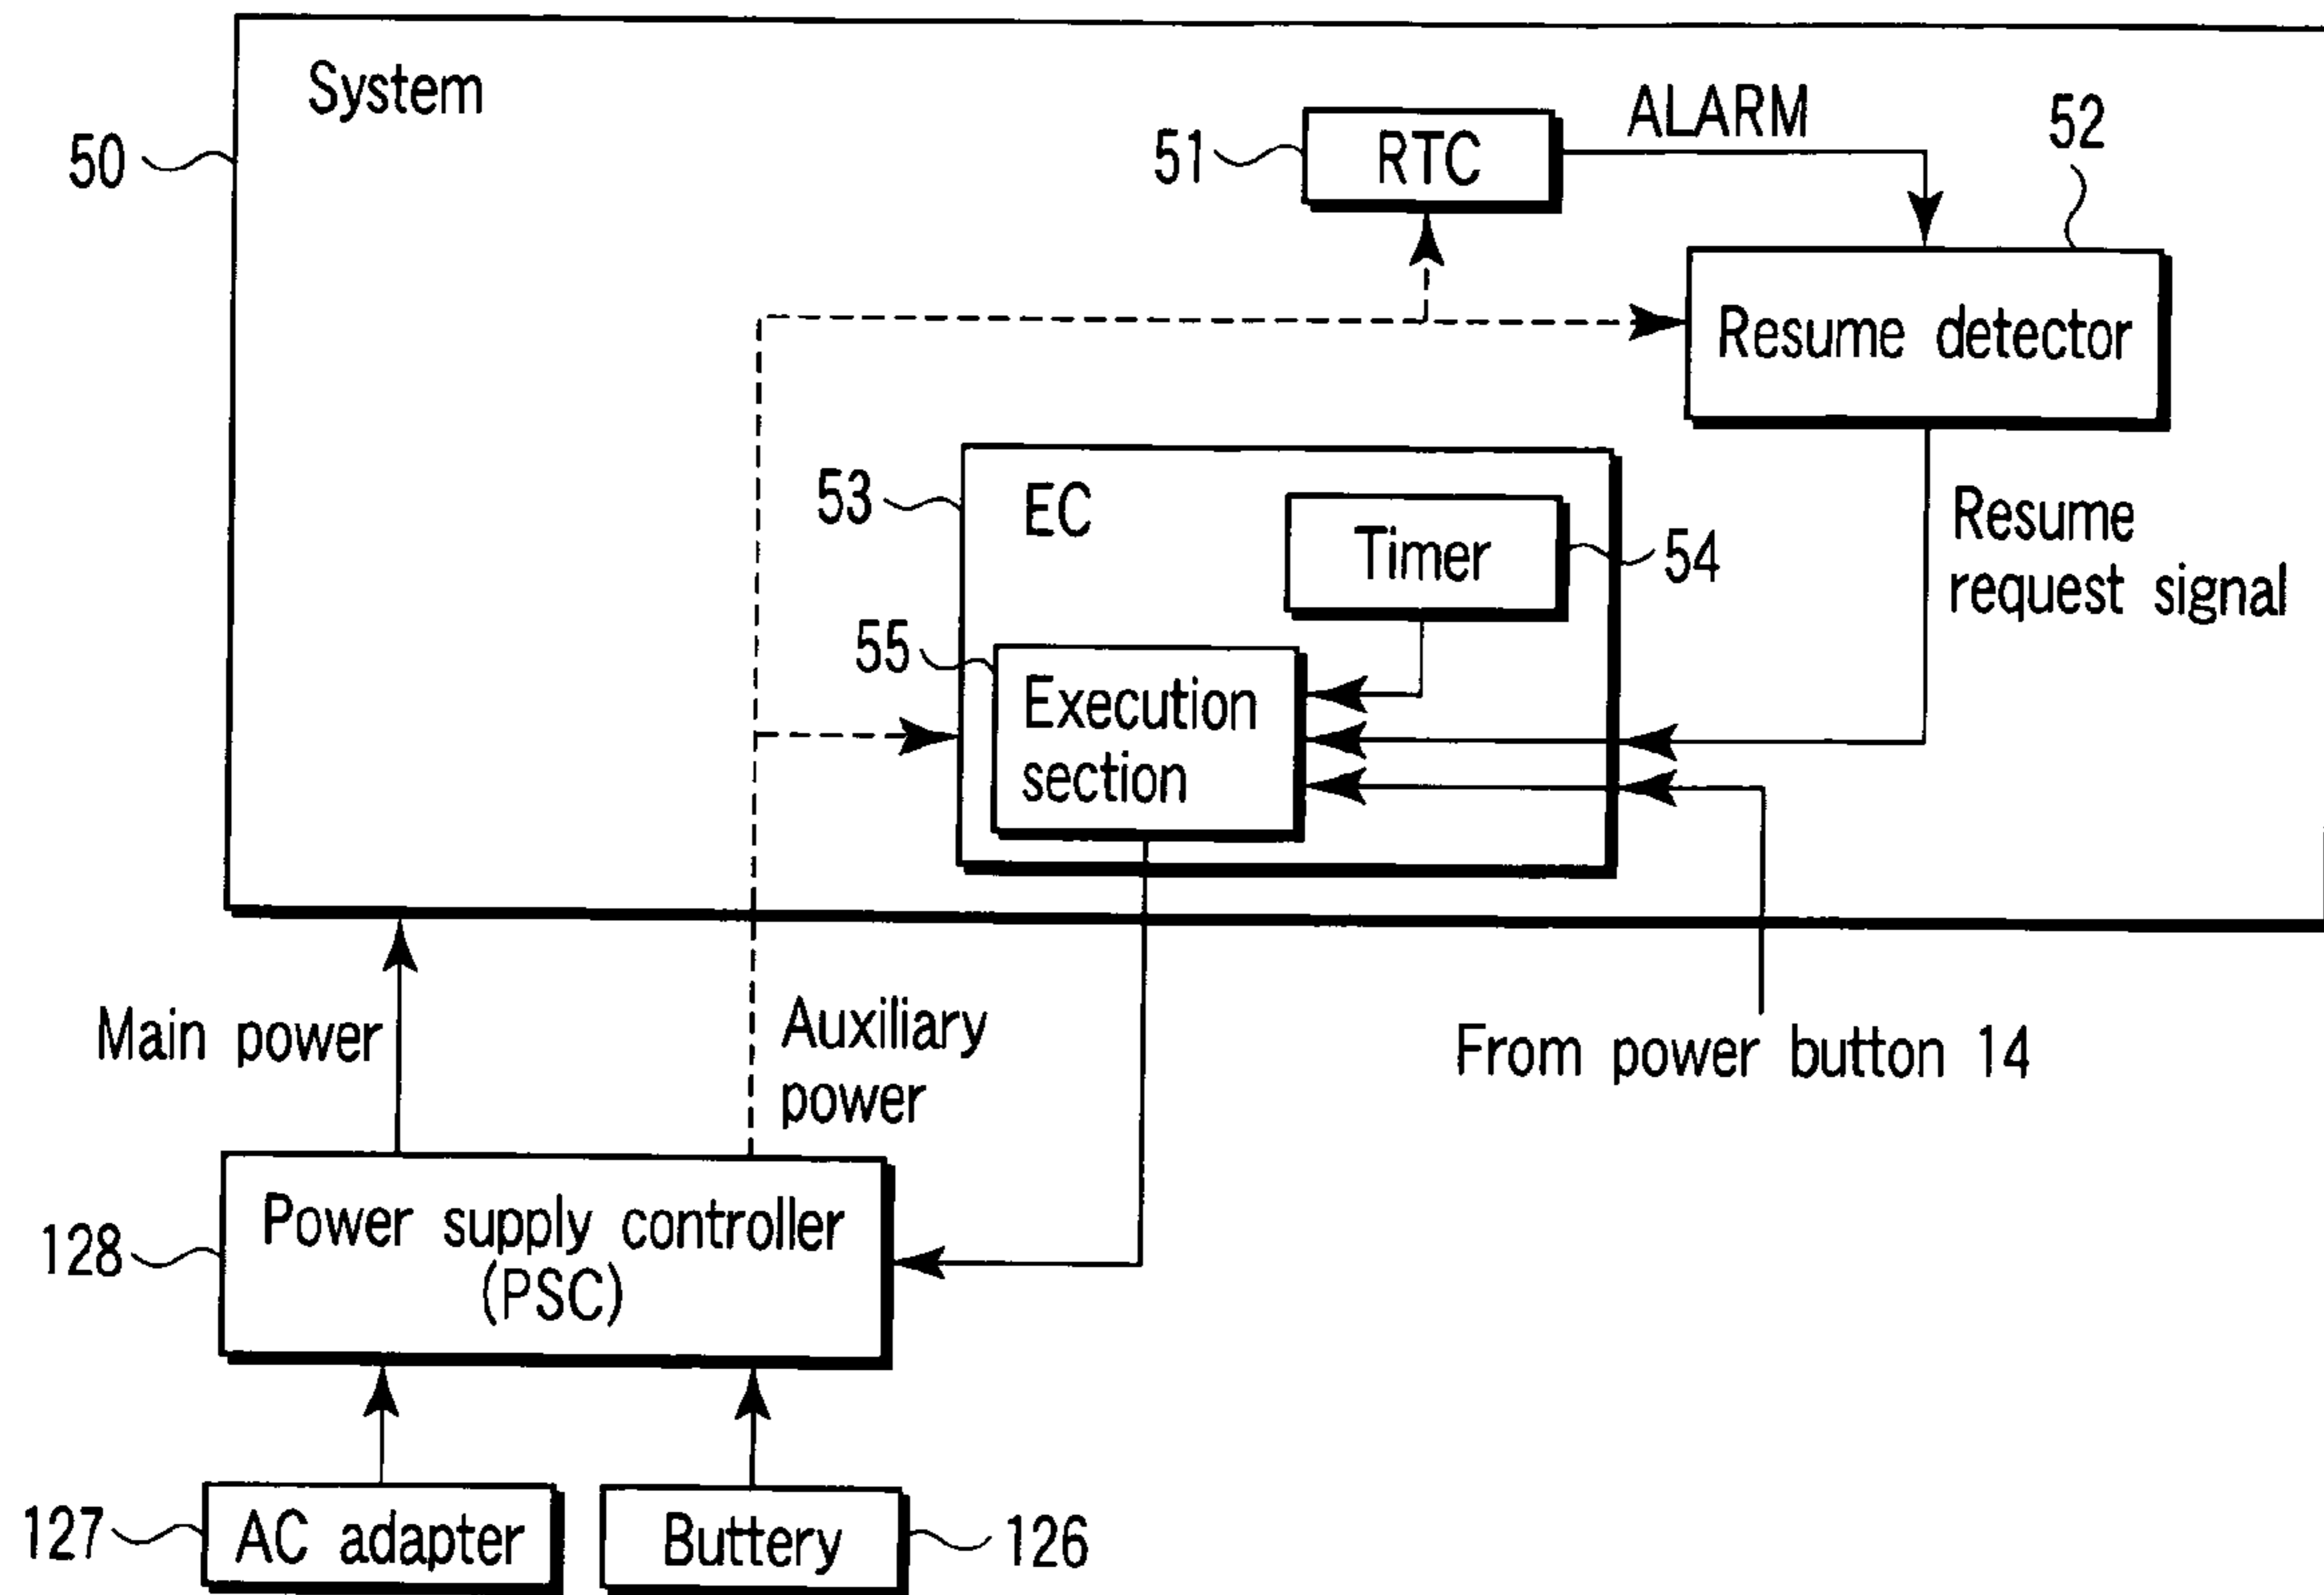 System
50
51
RTC
ALARM
52
Resume detector
53
EC
Timer
54
Resume
request signal
55
Execution
section
Main power
Auxiliary
power
From power button 14
128
Power supply controller
(PSC)
127
AC adapter
Buttery
126